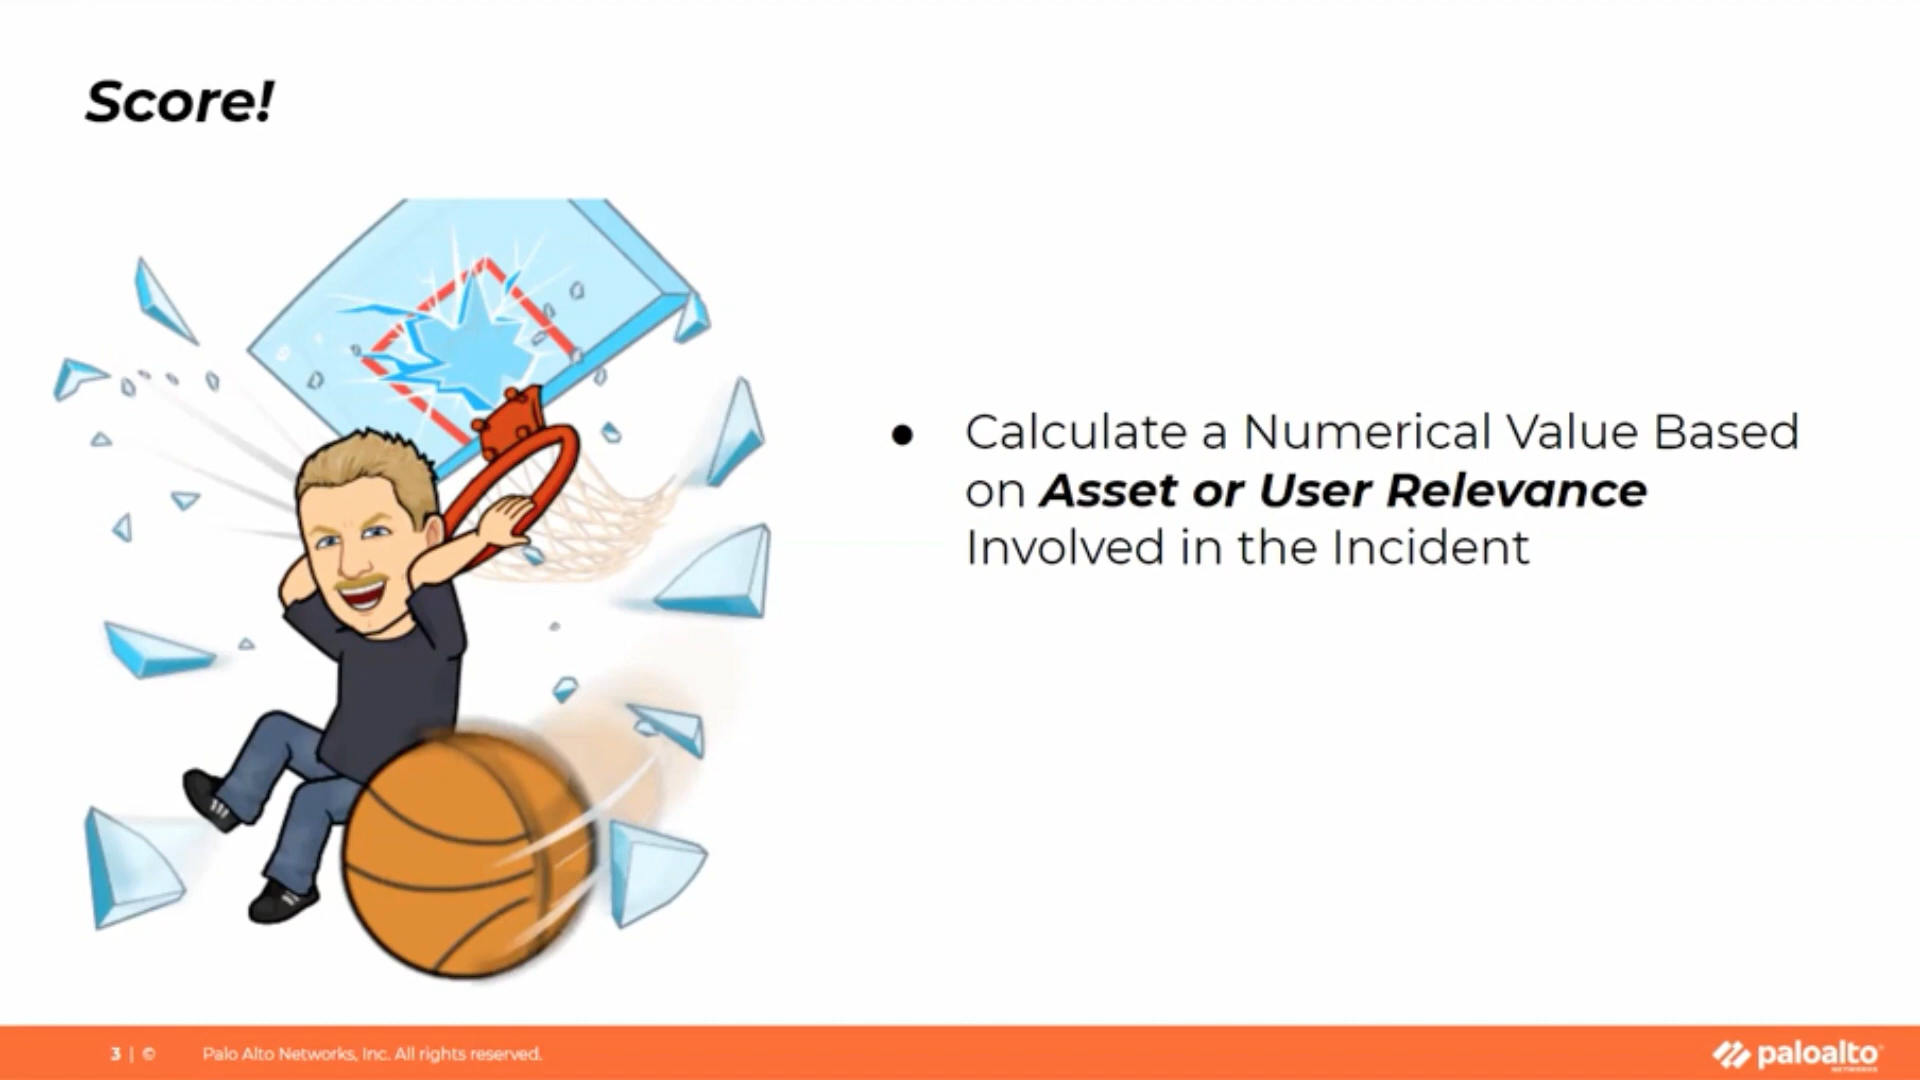 Score!
● Calculate a Numerical Value Based
on Asset or User Relevance
Involved in the Incident
3 | © Palo Alto Networks, Inc. All rights reserved.
paloalto
NETWORKS